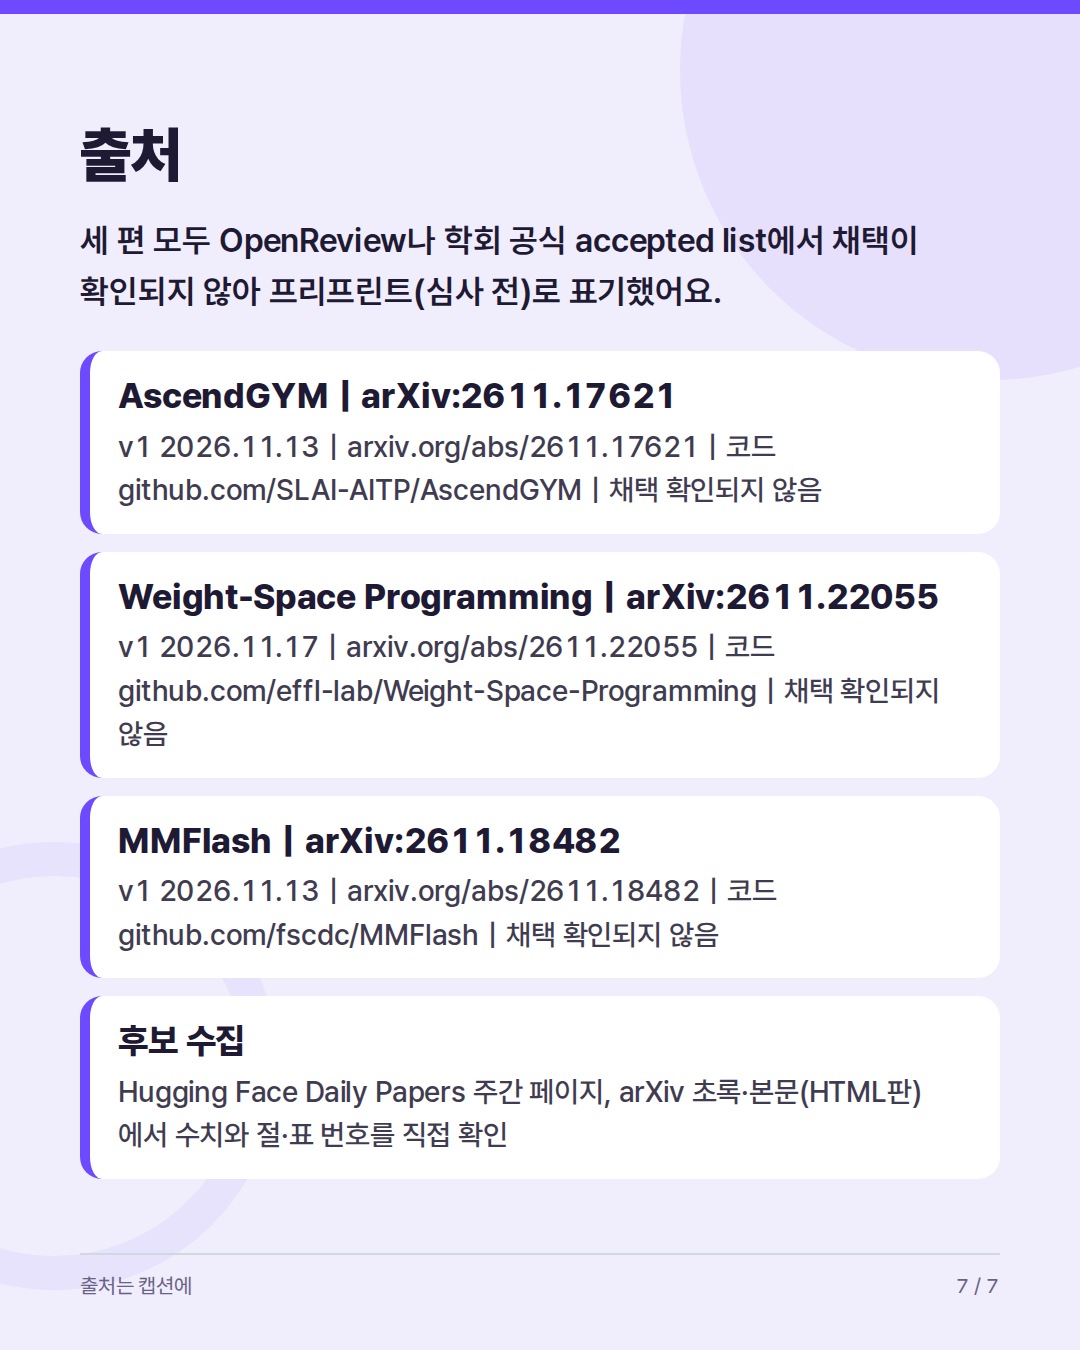 출처
세 편 모두 OpenReview나 학회 공식 accepted list에서 채택이
확인되지 않아 프리프린트(심사 전)로 표기했어요.
AscendGYM | arXiv:2611.17621
v1 2026.11.13 | arxiv.org/abs/2611.17621 | 코드
github.com/SLAI-AITP/AscendGYM | 채택 확인되지 않음
Weight-Space Programming | arXiv:2611.22055
v1 2026.11.17 | arxiv.org/abs/2611.22055 | 코드
github.com/effl-lab/Weight-Space-Programming | 채택 확인되지
않음
MMFlash | arXiv:2611.18482
v1 2026.11.13 | arxiv.org/abs/2611.18482 | 코드
github.com/fscdc/MMFlash | 채택 확인되지 않음
후보 수집
Hugging Face Daily Papers 주간 페이지, arXiv 초록·본문(HTML판)
에서 수치와 절·표 번호를 직접 확인
출처는 캡션에
7 / 7